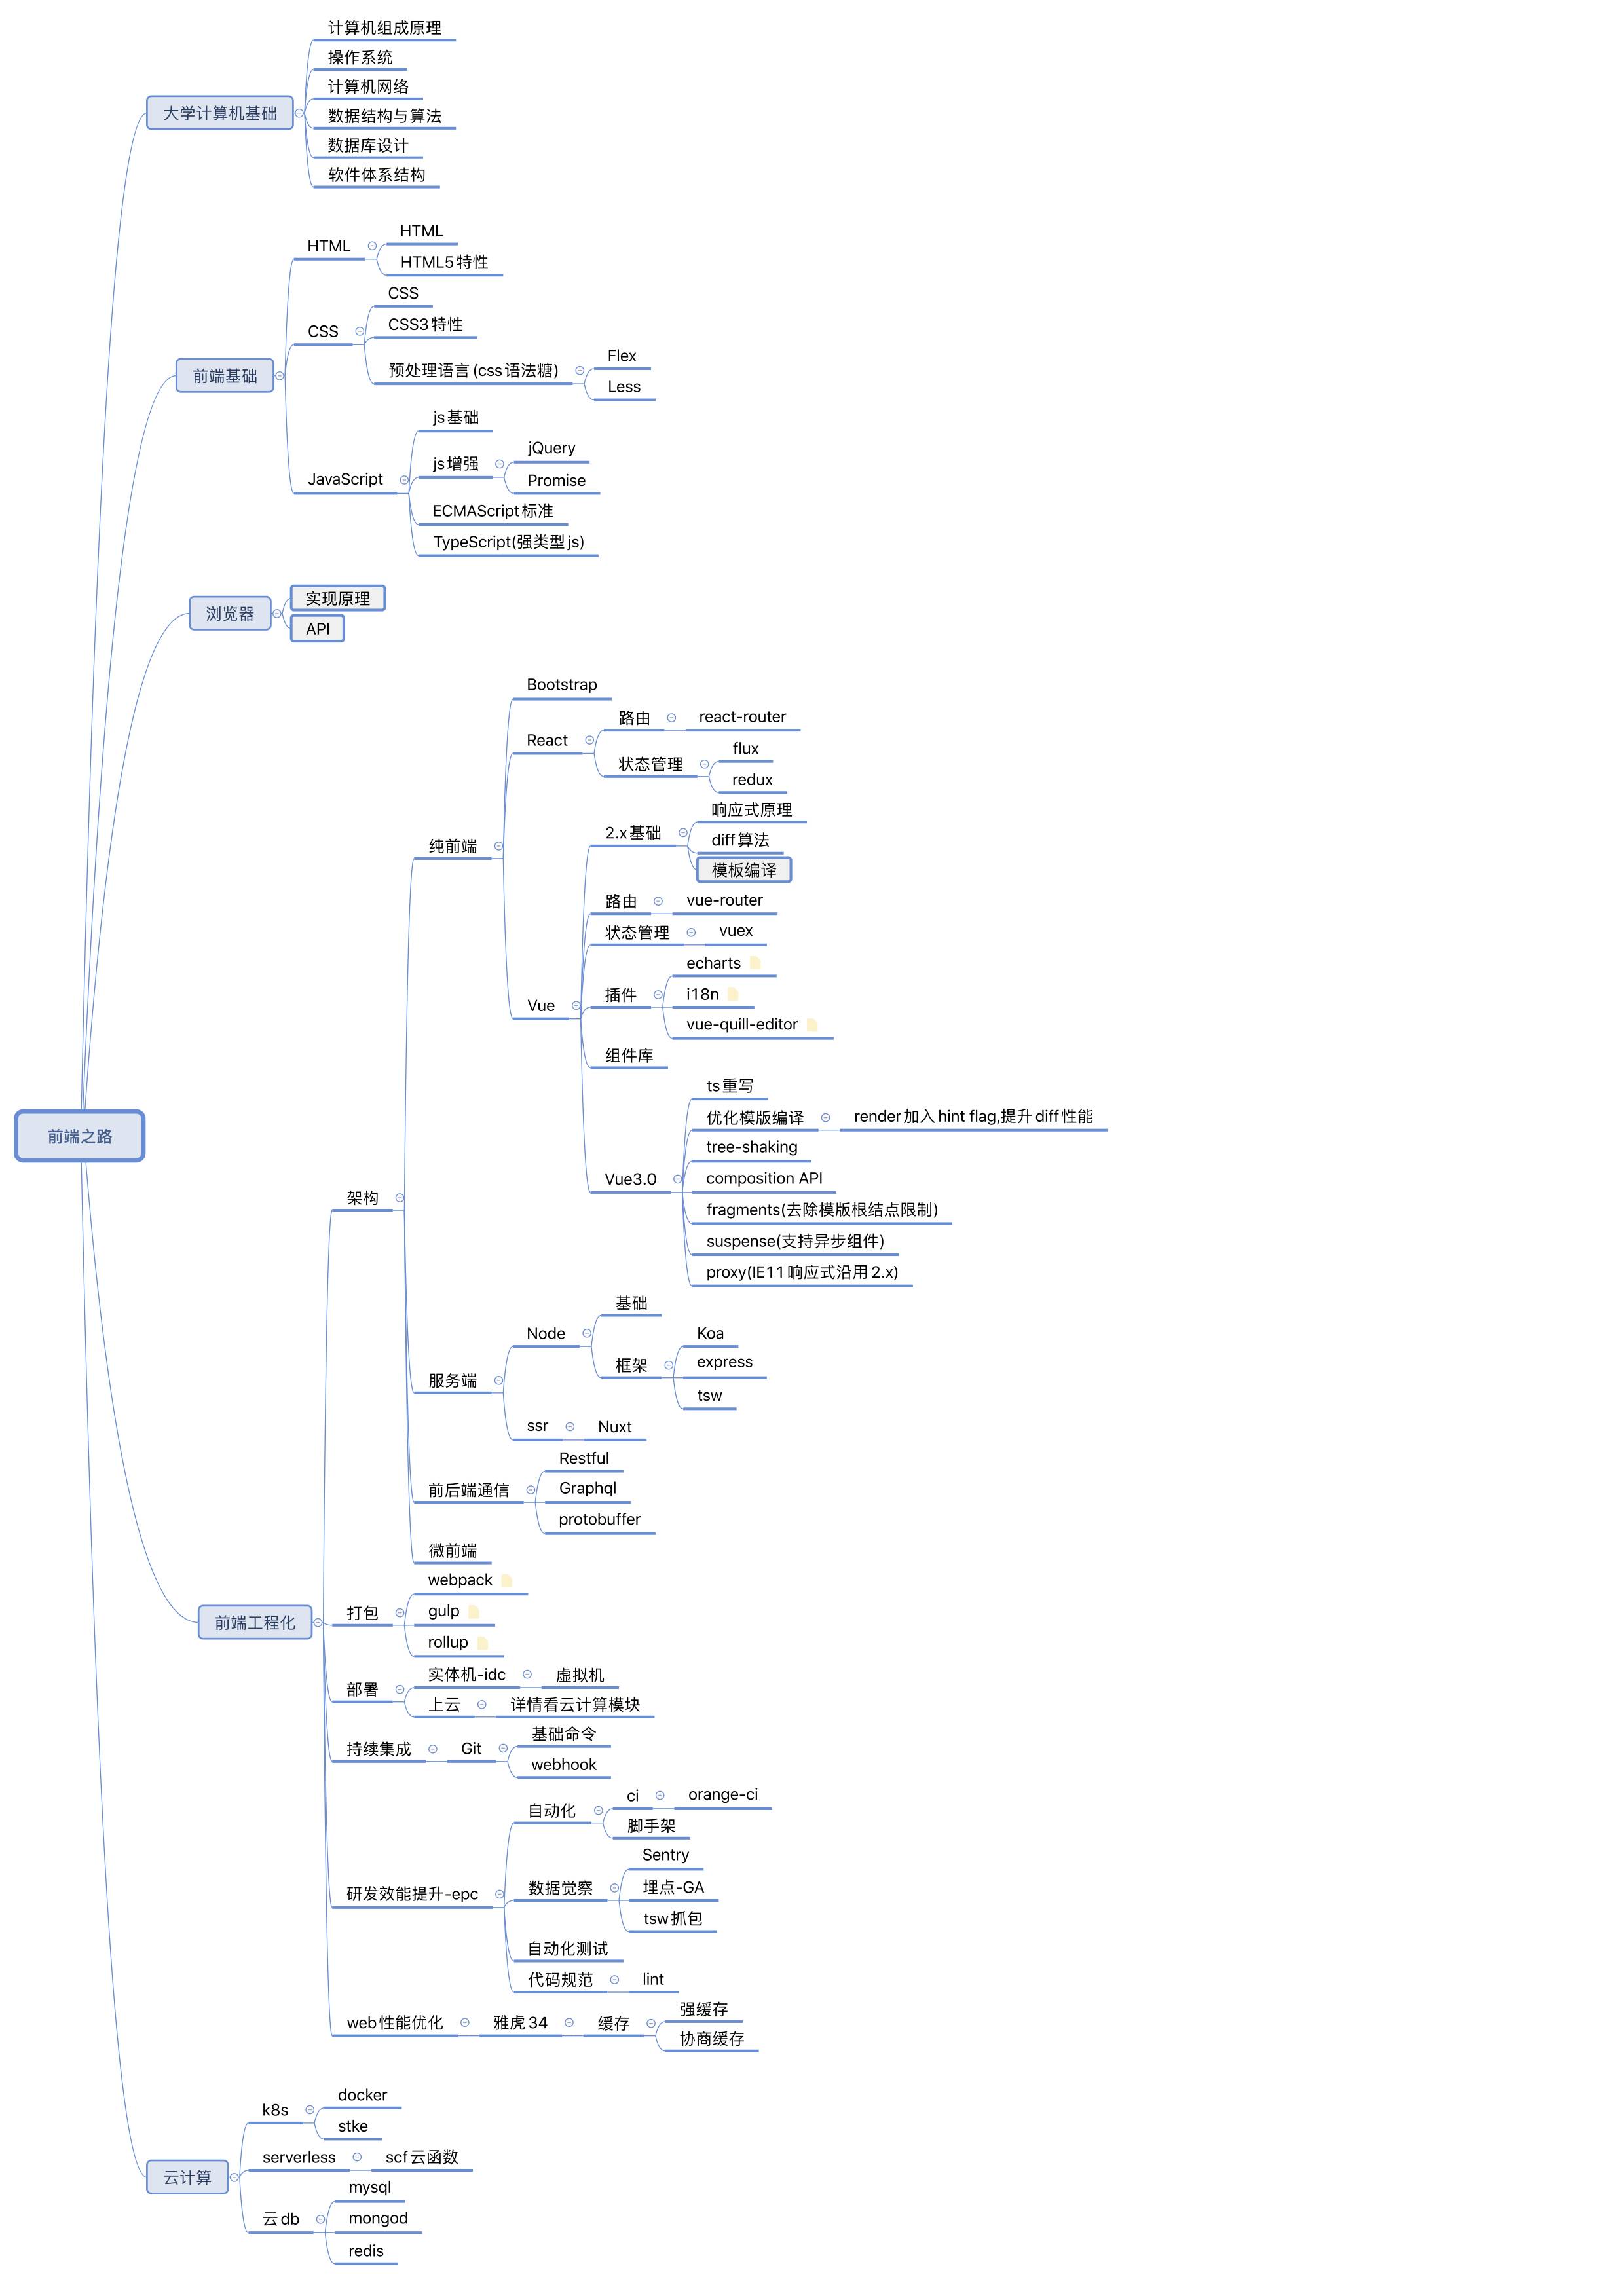 计算机组成原理
操作系统
计算机网络
大学计算机基础
数据结构与算法
数据库设计
软件体系结构
HTML
HTML
HTML5特性
CSS
CSS
CSS3特性
预处理语言(css语法糖)
Flex
Less
前端基础
js基础
js增强
jQuery
Promise
JavaScript
ECMAScript标准
TypeScript(强类型js)
浏览器
实现原理
API
Bootstrap
React
路由
react-router
状态管理
flux
redux
纯前端
2.x基础
响应式原理
diff算法
模板编译
路由
vue-router
状态管理
vuex
Vue
插件
echarts
i18n
vue-quill-editor
组件库
Vue3.0
ts重写
优化模版编译
render加入hint flag,提升diff性能
tree-shaking
composition API
fragments(去除模版根结点限制)
suspense(支持异步组件)
proxy(IE11响应式沿用2.x)
前端之路
架构
服务端
Node
基础
框架
Koa
express
tsw
ssr
Nuxt
前后端通信
Restful
Graphql
protobuffer
微前端
前端工程化
打包
webpack
gulp
rollup
部署
实体机-idc
虚拟机
上云
详情看云计算模块
持续集成
Git
基础命令
webhook
研发效能提升-epc
自动化
ci
orange-ci
脚手架
数据觉察
Sentry
埋点-GA
tsw抓包
自动化测试
代码规范
lint
web性能优化
雅虎34
缓存
强缓存
协商缓存
云计算
k8s
docker
stke
serverless
scf云函数
云db
mysql
mongod
redis